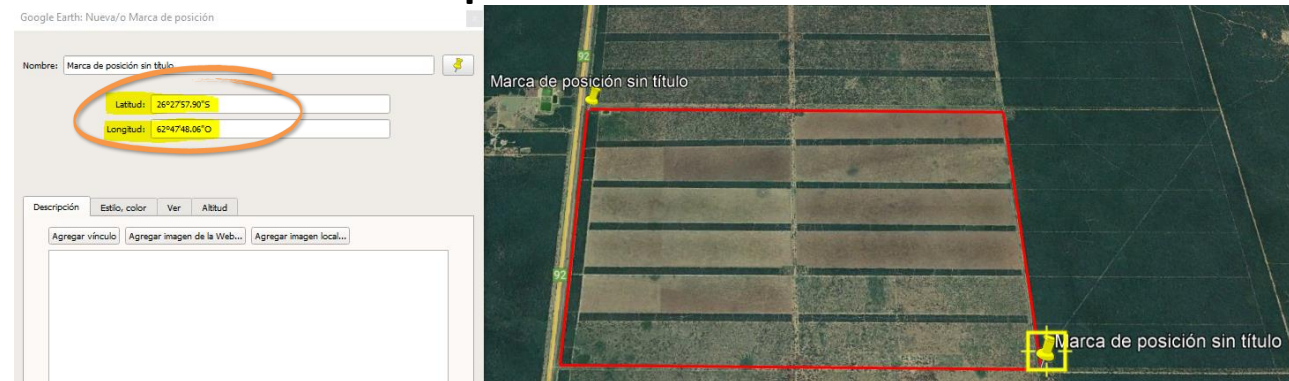 Google Earth: Nueva/o Marca de posición
Nombre: Marca de posición sin título
Latitud: 26°27'57.90"S
Longitud: 62°47'48.06"O
Descripción Estilo, color Ver Altitud
Agregar vínculo Agregar imagen de la Web... Agregar imagen local...
92
Marca de posición sin título
92
Marca de posición sin título